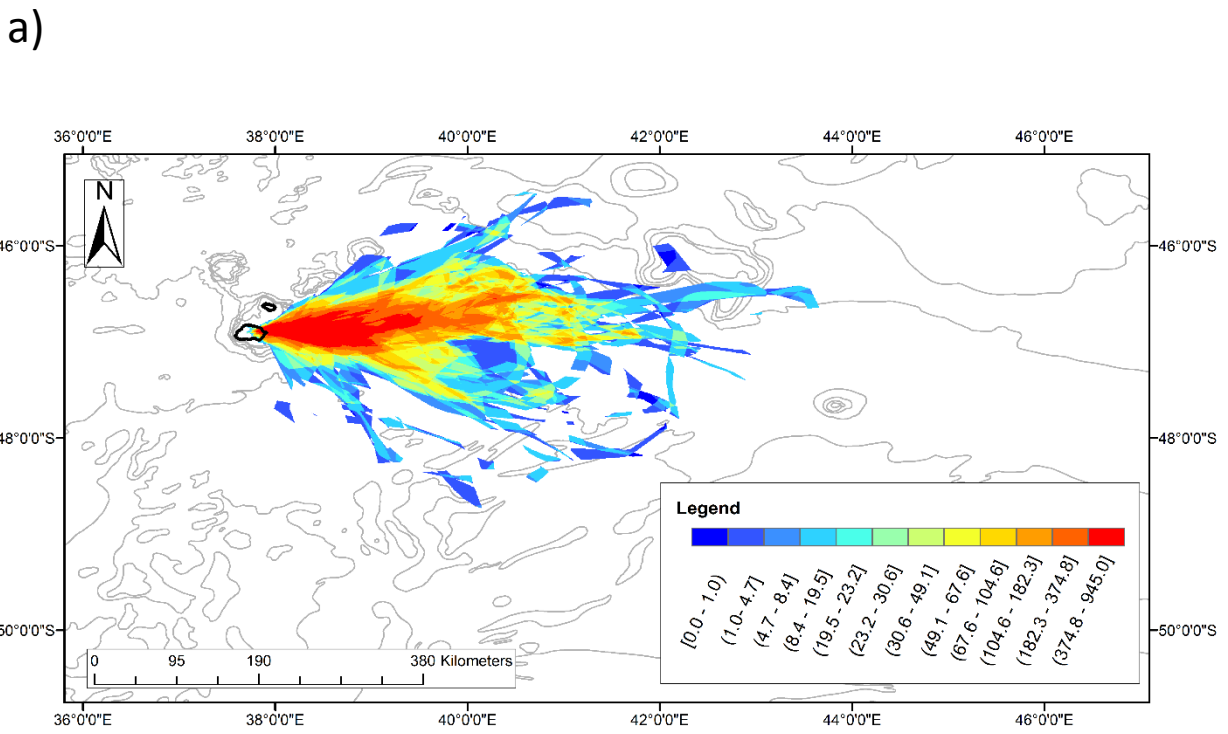 a)
36°0'0"E 38°0'0"E 40°0'0"E 42°0'0"E 44°0'0"E 46°0'0"E
N
46°0'0"S 46°0'0"S
48°0'0"S 48°0'0"S
Legend
[0.0 - 1.0)
(1.0- 4.7]
(4.7 - 8.4]
(8.4 - 19.5]
(19.5 - 23.2]
(23.2 - 30.6]
(30.6 - 49.1]
(49.1 - 67.6]
(67.6 - 104.6]
(104.6 - 182.3]
(182.3 - 374.8]
(374.8 - 945.0]
50°0'0"S 50°0'0"S
0 95 190 380 Kilometers
36°0'0"E 38°0'0"E 40°0'0"E 42°0'0"E 44°0'0"E 46°0'0"E